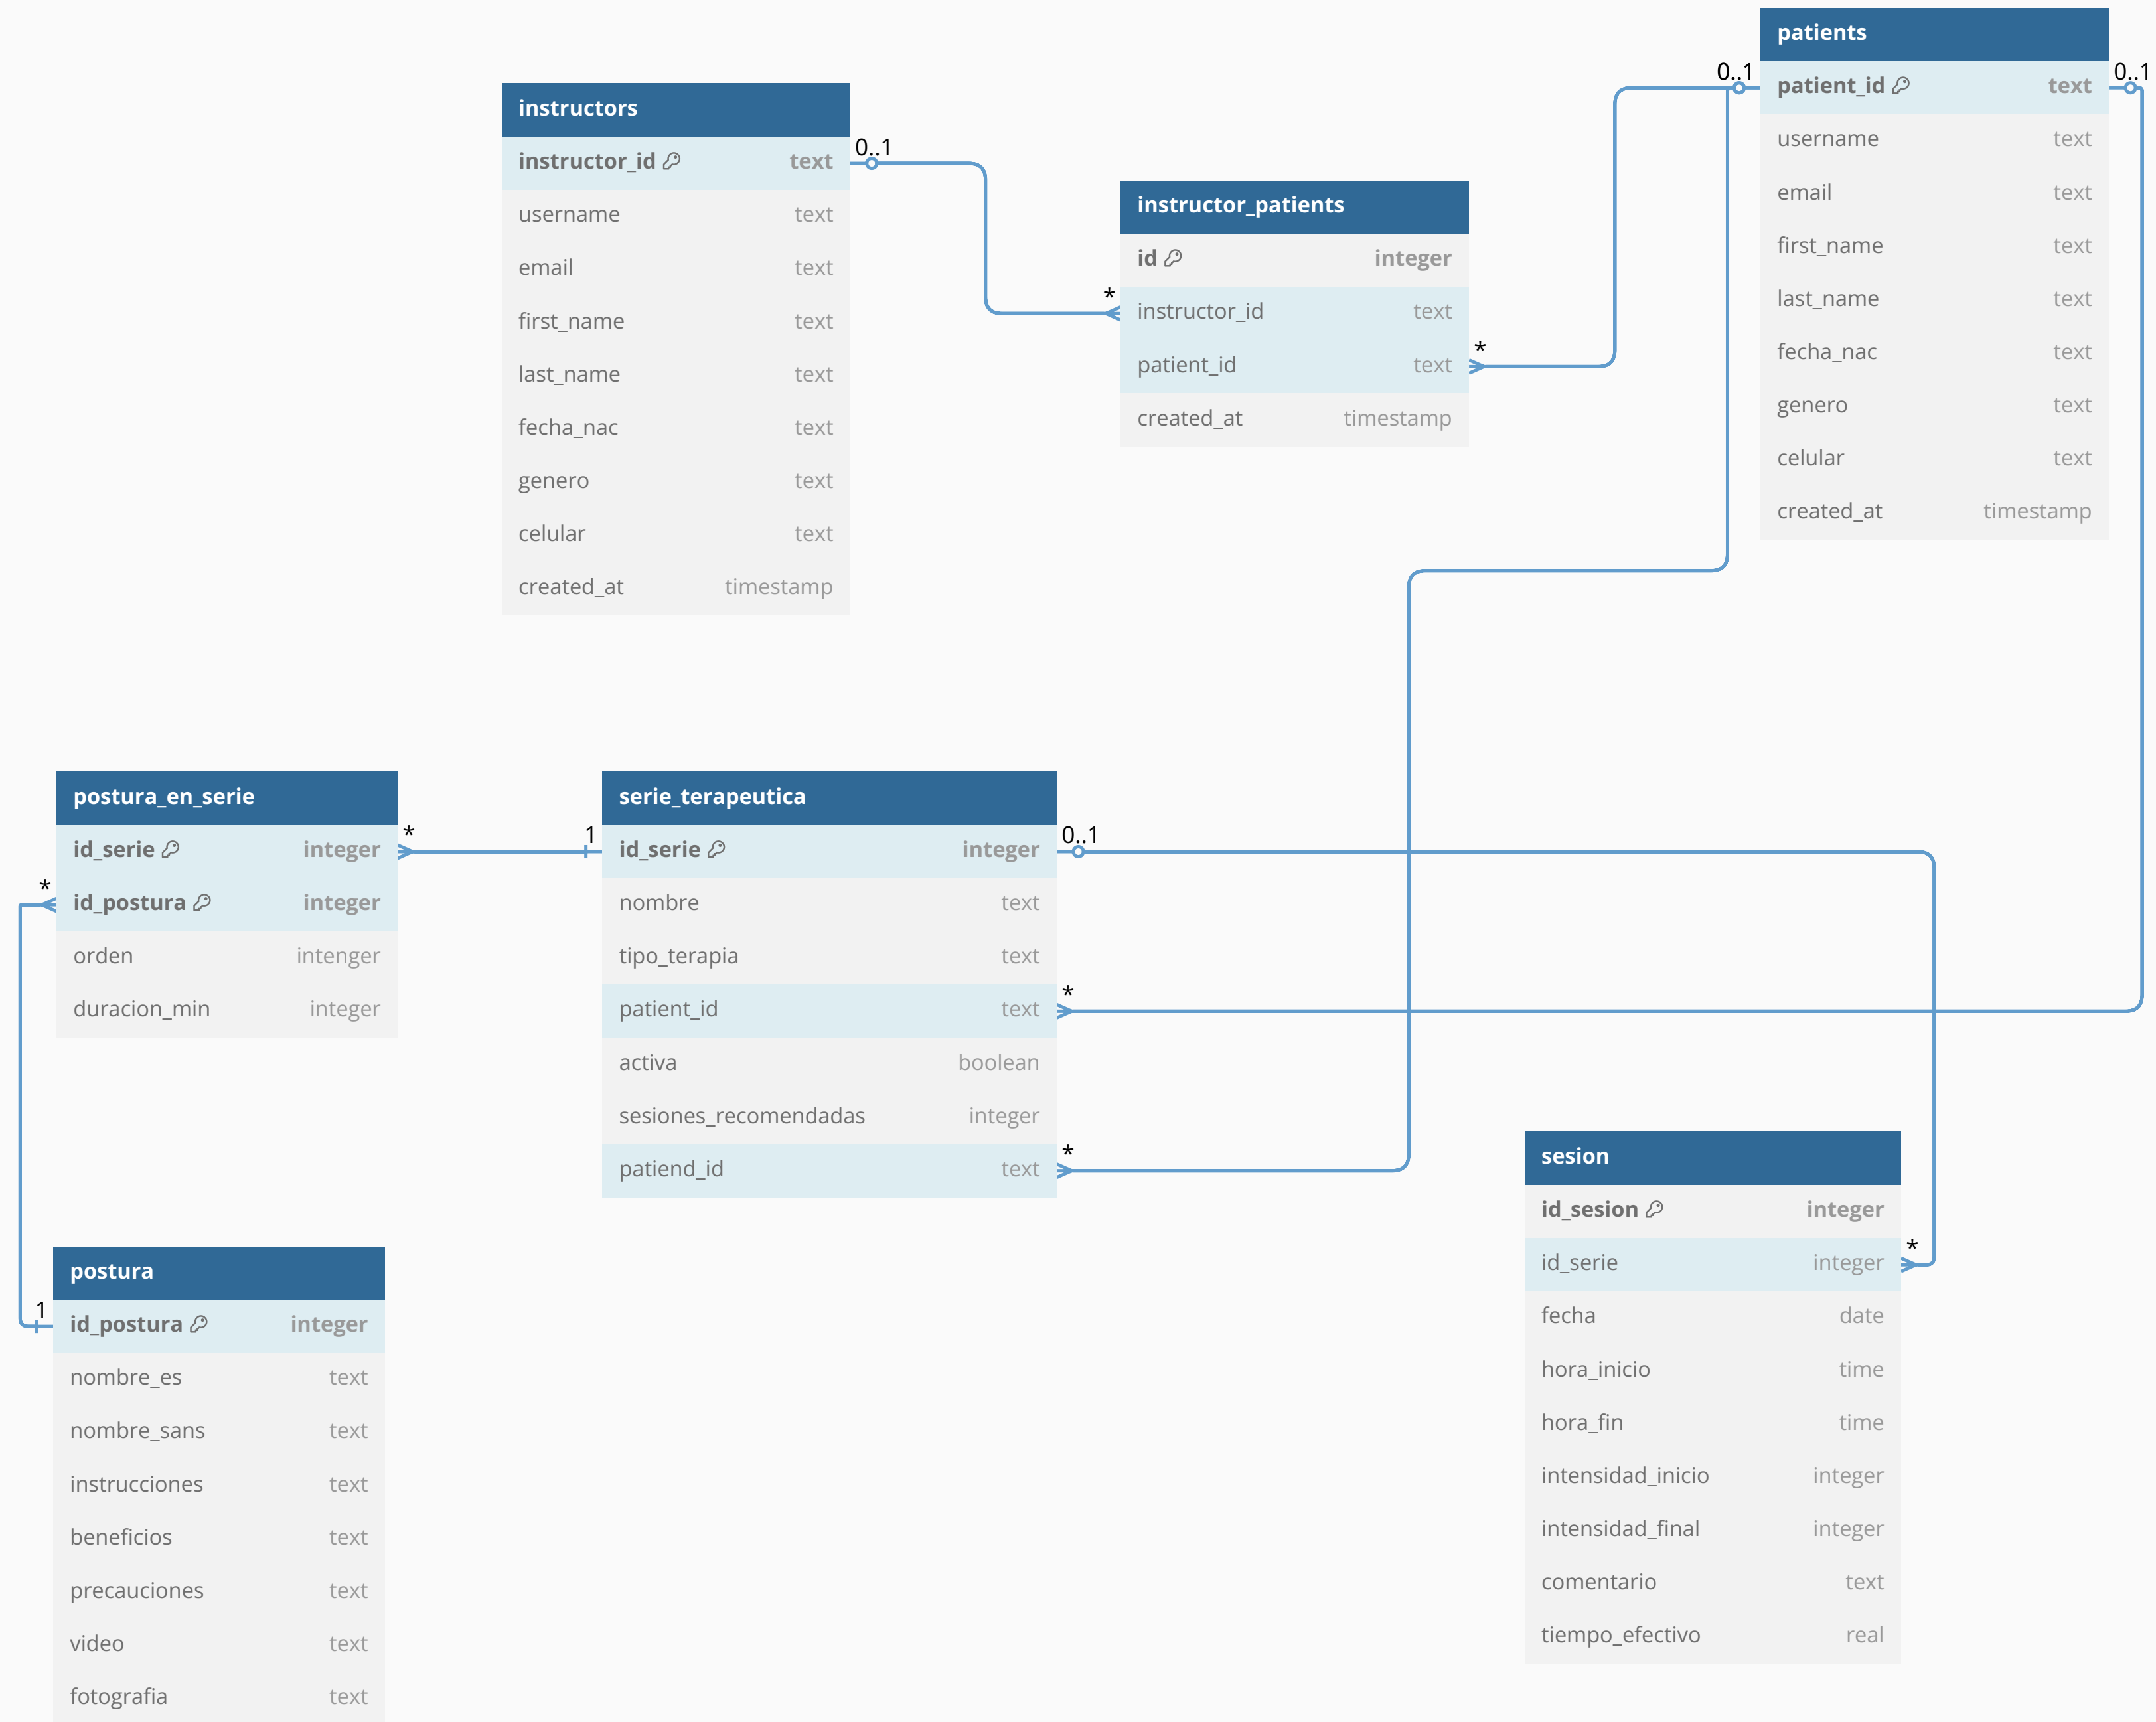 patients
0..1
patient_id text
0..1
username text
email text
first_name text
last_name text
fecha_nac text
genero text
celular text
created_at timestamp
instructors
instructor_id text
0..1
username text
email text
first_name text
last_name text
fecha_nac text
genero text
celular text
created_at timestamp
instructor_patients
id integer
*
instructor_id text
patient_id text
*
created_at timestamp
postura_en_serie
id_serie integer
*
*
id_postura integer
orden intenger
duracion_min integer
serie_terapeutica
1
id_serie integer
0..1
nombre text
tipo_terapia text
patient_id text
*
activa boolean
sesiones_recomendadas integer
patiend_id text
*
sesion
id_sesion integer
id_serie integer
*
fecha date
hora_inicio time
hora_fin time
intensidad_inicio integer
intensidad_final integer
comentario text
tiempo_efectivo real
postura
1
id_postura integer
nombre_es text
nombre_sans text
instrucciones text
beneficios text
precauciones text
video text
fotografia text